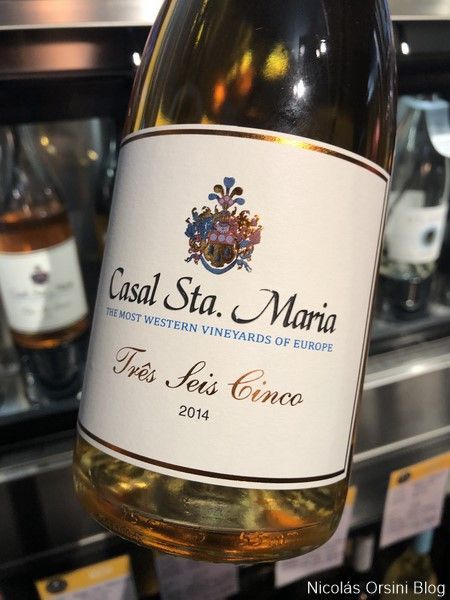 Casal Sta. Maria
THE MOST WESTERN VINEYARDS OF EUROPE
Três Seis Cinco
2014
Nicolás Orsini Blog